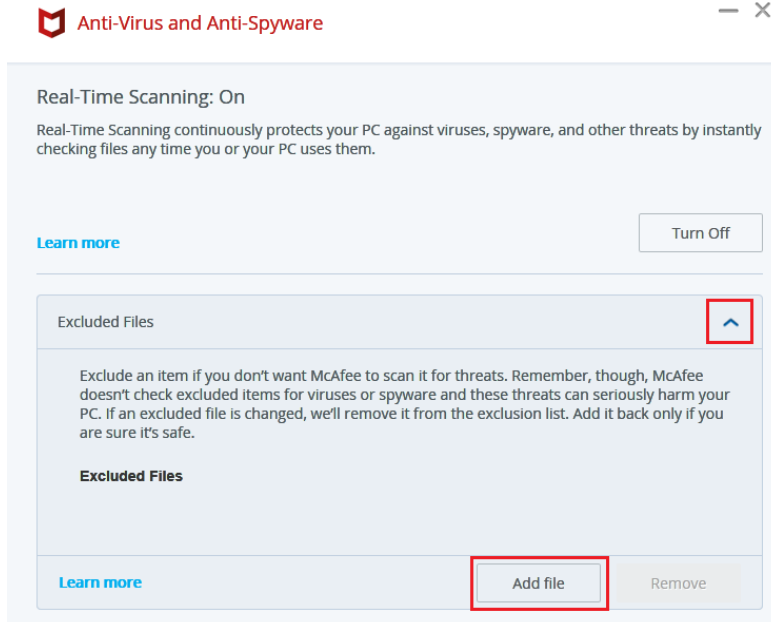 Anti-Virus and Anti-Spyware
Real-Time Scanning: On
Real-Time Scanning continuously protects your PC against viruses, spyware, and other threats by instantly
checking files any time you or your PC uses them.
Learn more
Turn Off
Excluded Files
Exclude an item if you don't want McAfee to scan it for threats. Remember, though, McAfee
doesn't check excluded items for viruses or spyware and these threats can seriously harm your
PC. If an excluded file is changed, we'll remove it from the exclusion list. Add it back only if you
are sure it's safe.
Excluded Files
Learn more
Add file
Remove